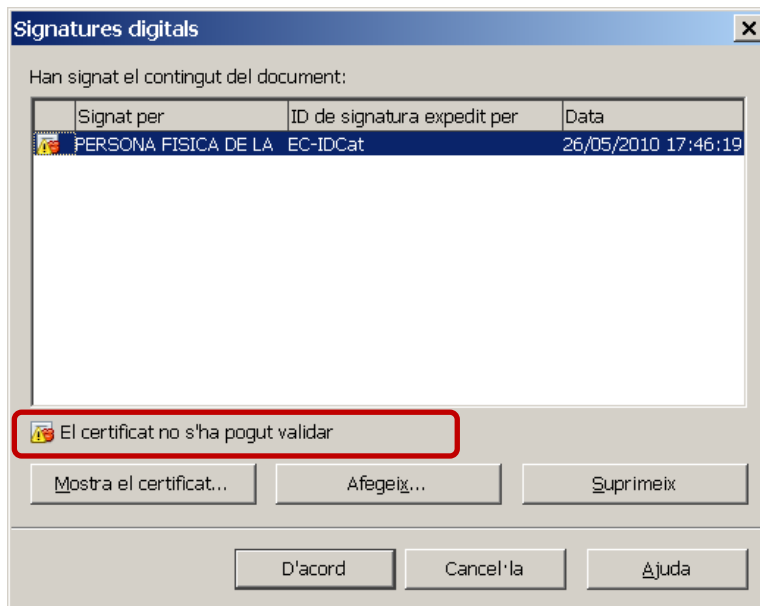 Signatures digitals
Han signat el contingut del document:
Signat per ID de signatura expedit per Data
PERSONA FISICA DE LA EC-IDCat 26/05/2010 17:46:19
El certificat no s'ha pogut validar
Mostra el certificat... Afegeix... Suprimeix
D'acord Cancel·la Ajuda